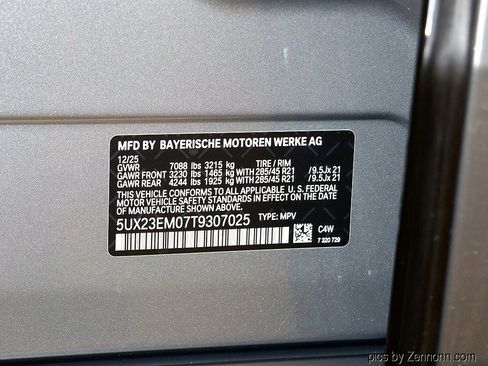 MFD BY BAYERISCHE MOTOREN WERKE AG
12/25
GVWR 7088 lbs 3215 kg TIRE / RIM
GAWR FRONT 3230 lbs 1465 kg WITH 285/45 R21 / 9.5Jx 21
GAWR REAR 4244 lbs 1925 kg WITH 285/45 R21 / 9.5Jx 21
THIS VEHICLE CONFORMS TO ALL APPLICABLE U.S. FEDERAL
MOTOR VEHICLE SAFETY STANDARDS IN EFFECT ON THE DATE
OF MANUFACTURE SHOWN ABOVE.
5UX23EM07T9307025 TYPE: MPV
C4W
7 320 729
pics by Zennonn.com